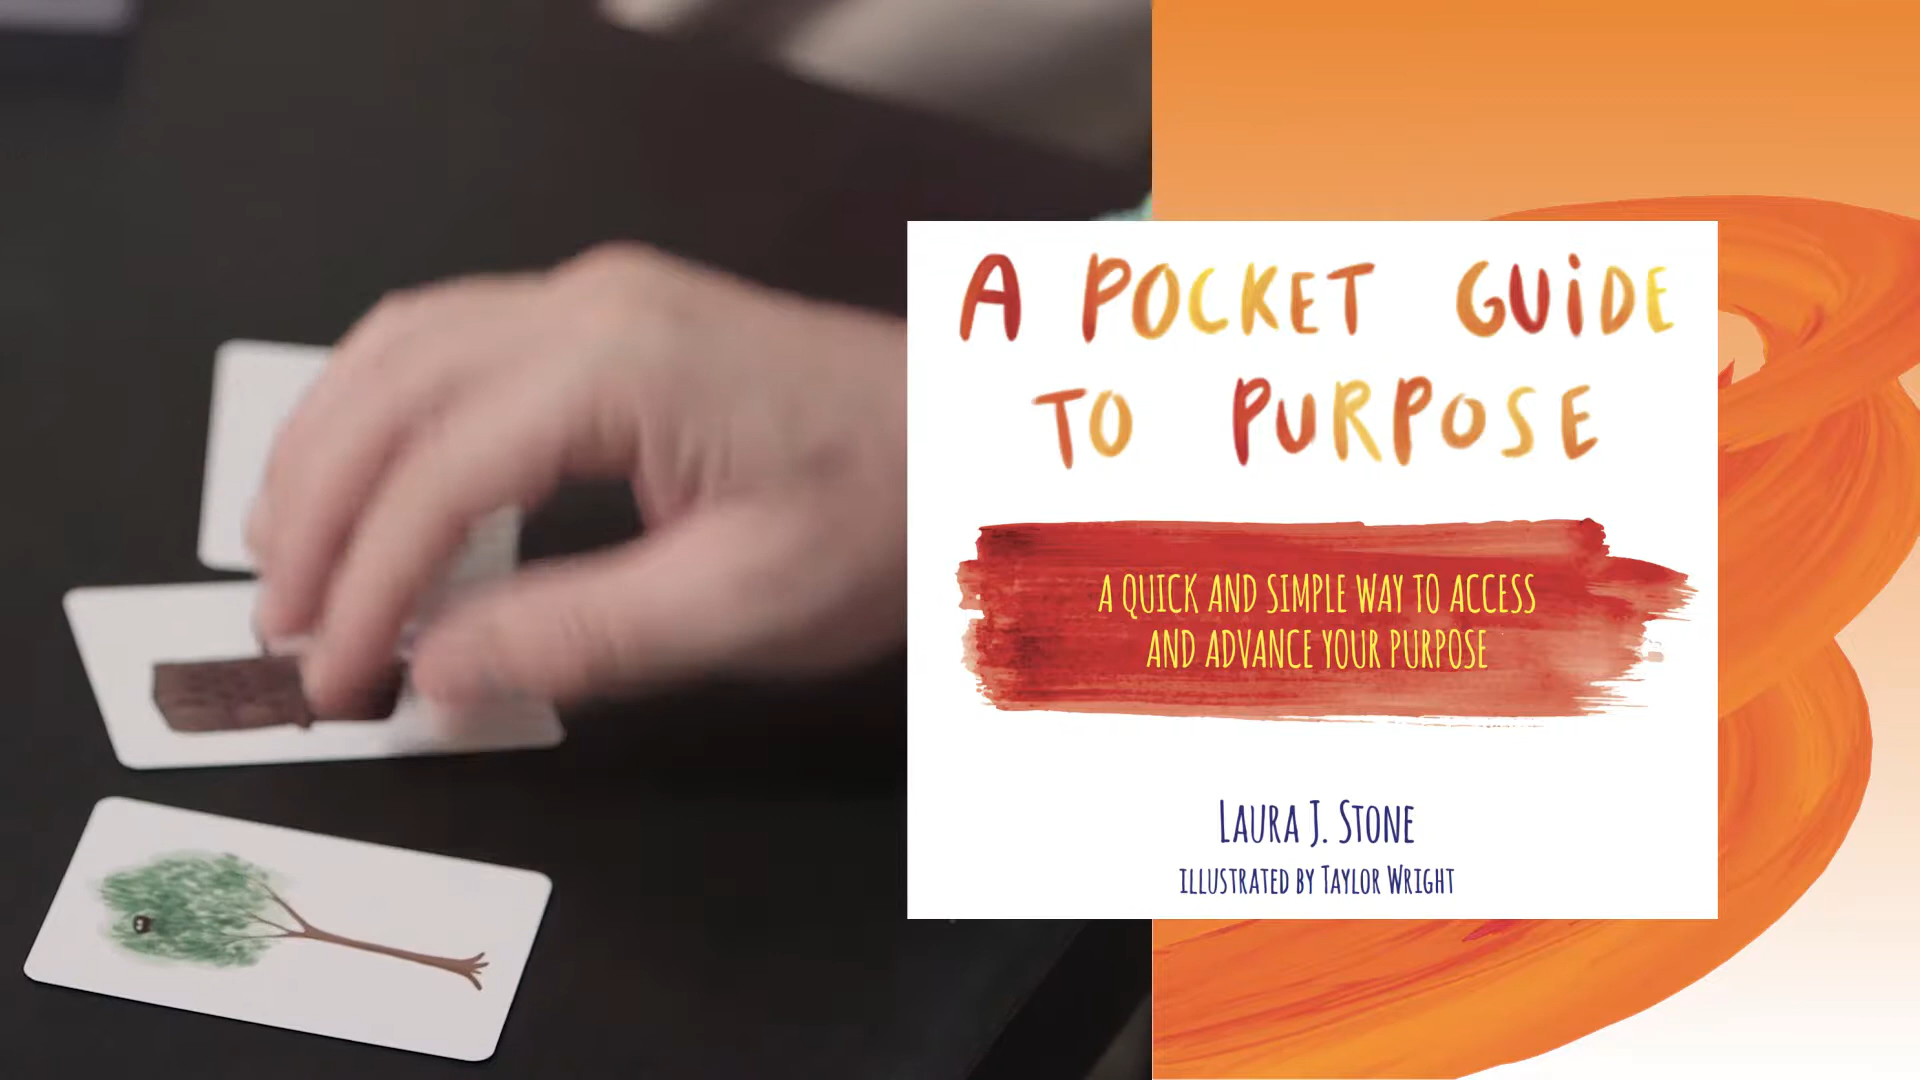 A POCKET GUiDE
TO PURPOSE
A QUICK AND SIMPLE WAY TO ACCESS
AND ADVANCE YOUR PURPOSE
LAURA J. STONE
ILLUSTRATED BY TAYLOR WRIGHT